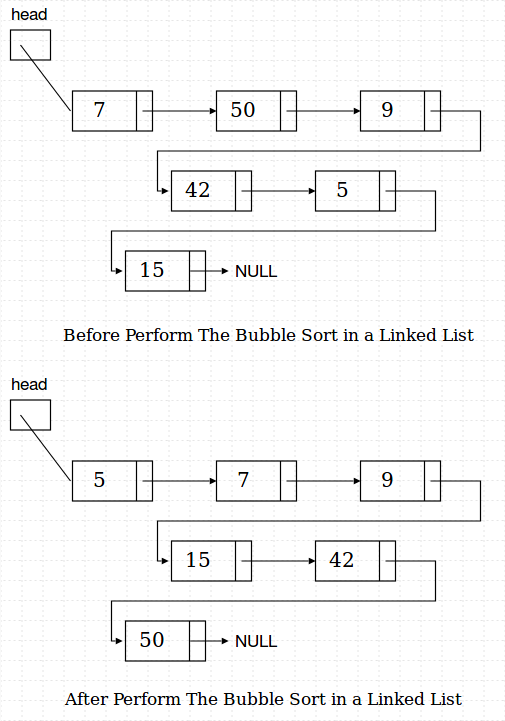 head
7 50 9
42 5
15 NULL
Before Perform The Bubble Sort in a Linked List
head
5 7 9
15 42
50 NULL
After Perform The Bubble Sort in a Linked List